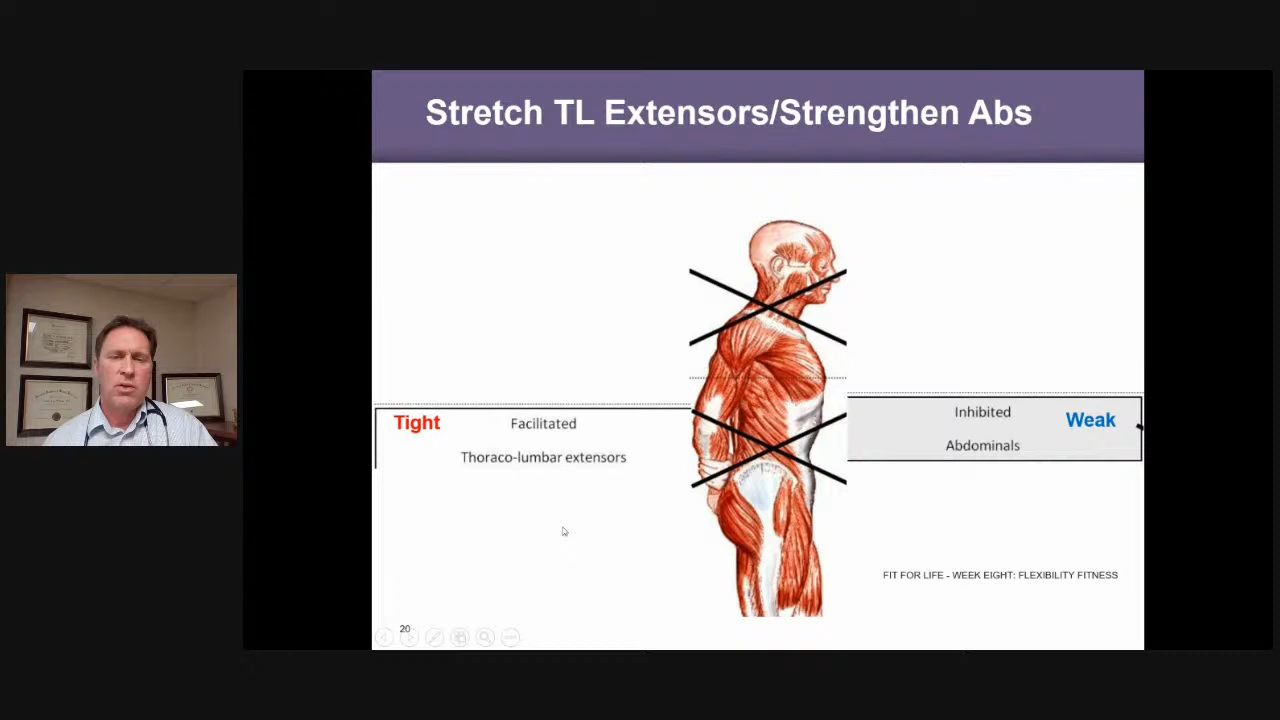 Stretch TL Extensors/Strengthen Abs
Tight
Facilitated
Thoraco-lumbar extensors
Inhibited
Weak
Abdominals
FIT FOR LIFE - WEEK EIGHT: FLEXIBILITY FITNESS
20